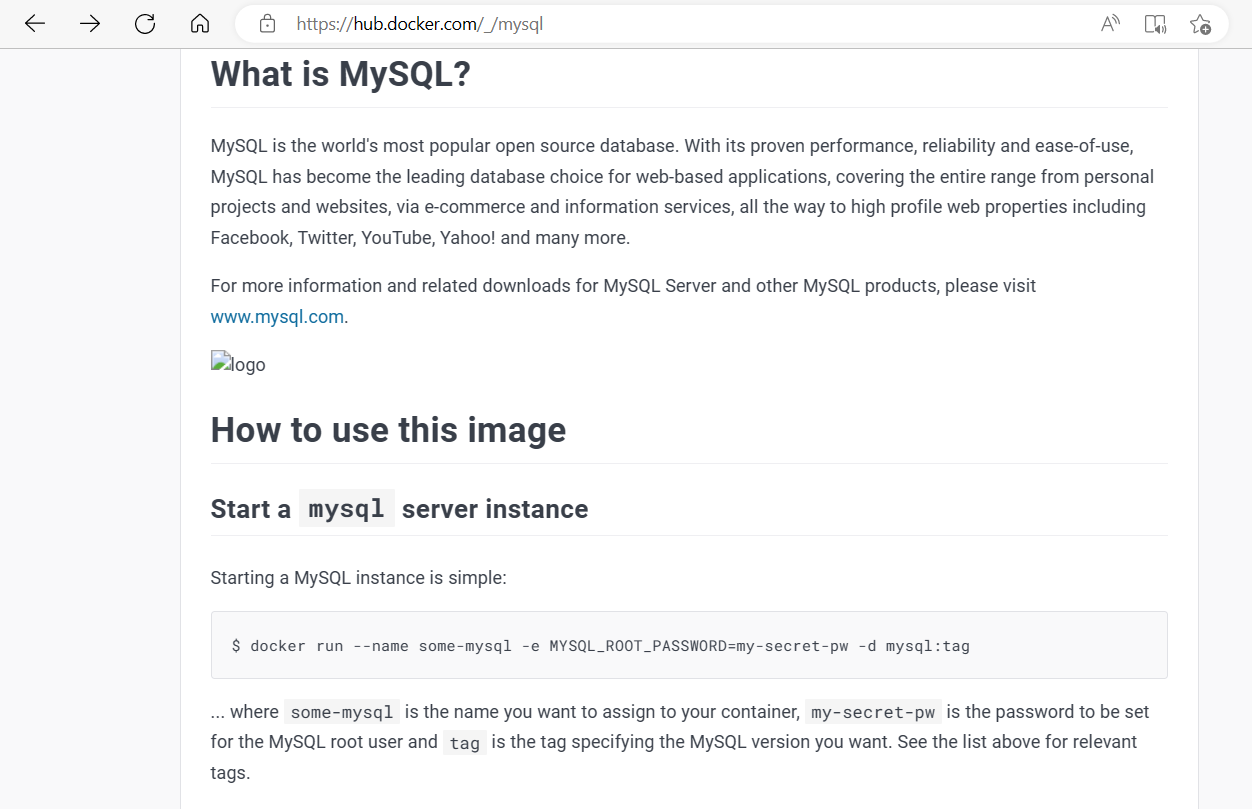 https://hub.docker.com/_/mysql
What is MySQL?
MySQL is the world's most popular open source database. With its proven performance, reliability and ease-of-use,
MySQL has become the leading database choice for web-based applications, covering the entire range from personal
projects and websites, via e-commerce and information services, all the way to high profile web properties including
Facebook, Twitter, YouTube, Yahoo! and many more.
For more information and related downloads for MySQL Server and other MySQL products, please visit
www.mysql.com.
logo
How to use this image
Start a mysql server instance
Starting a MySQL instance is simple:
$ docker run --name some-mysql -e MYSQL_ROOT_PASSWORD=my-secret-pw -d mysql:tag
... where some-mysql is the name you want to assign to your container, my-secret-pw is the password to be set
for the MySQL root user and tag is the tag specifying the MySQL version you want. See the list above for relevant
tags.